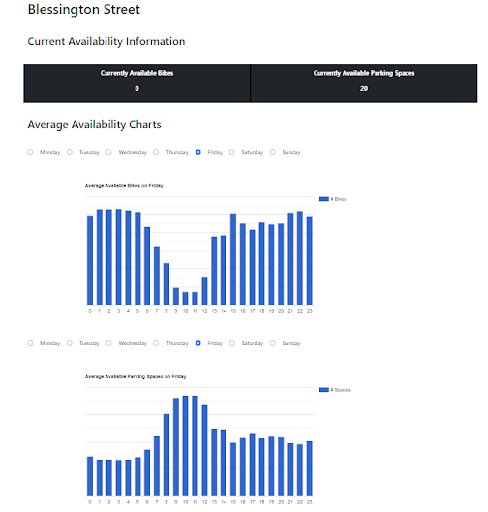 Blessington Street
Current Availability Information
Currently Available Bikes Currently Available Parking Spaces
0 20
Average Availability Charts
Monday Tuesday Wednesday Thursday Friday Saturday Sunday
Average Available Bikes on Friday
# Bikes
0 1 2 3 4 5 6 7 8 9 10 11 12 13 14 15 16 17 18 19 20 21 22 23
Monday Tuesday Wednesday Thursday Friday Saturday Sunday
Average Available Parking Spaces on Friday
# Spaces
0 1 2 3 4 5 6 7 8 9 10 11 12 13 14 15 16 17 18 19 20 21 22 23